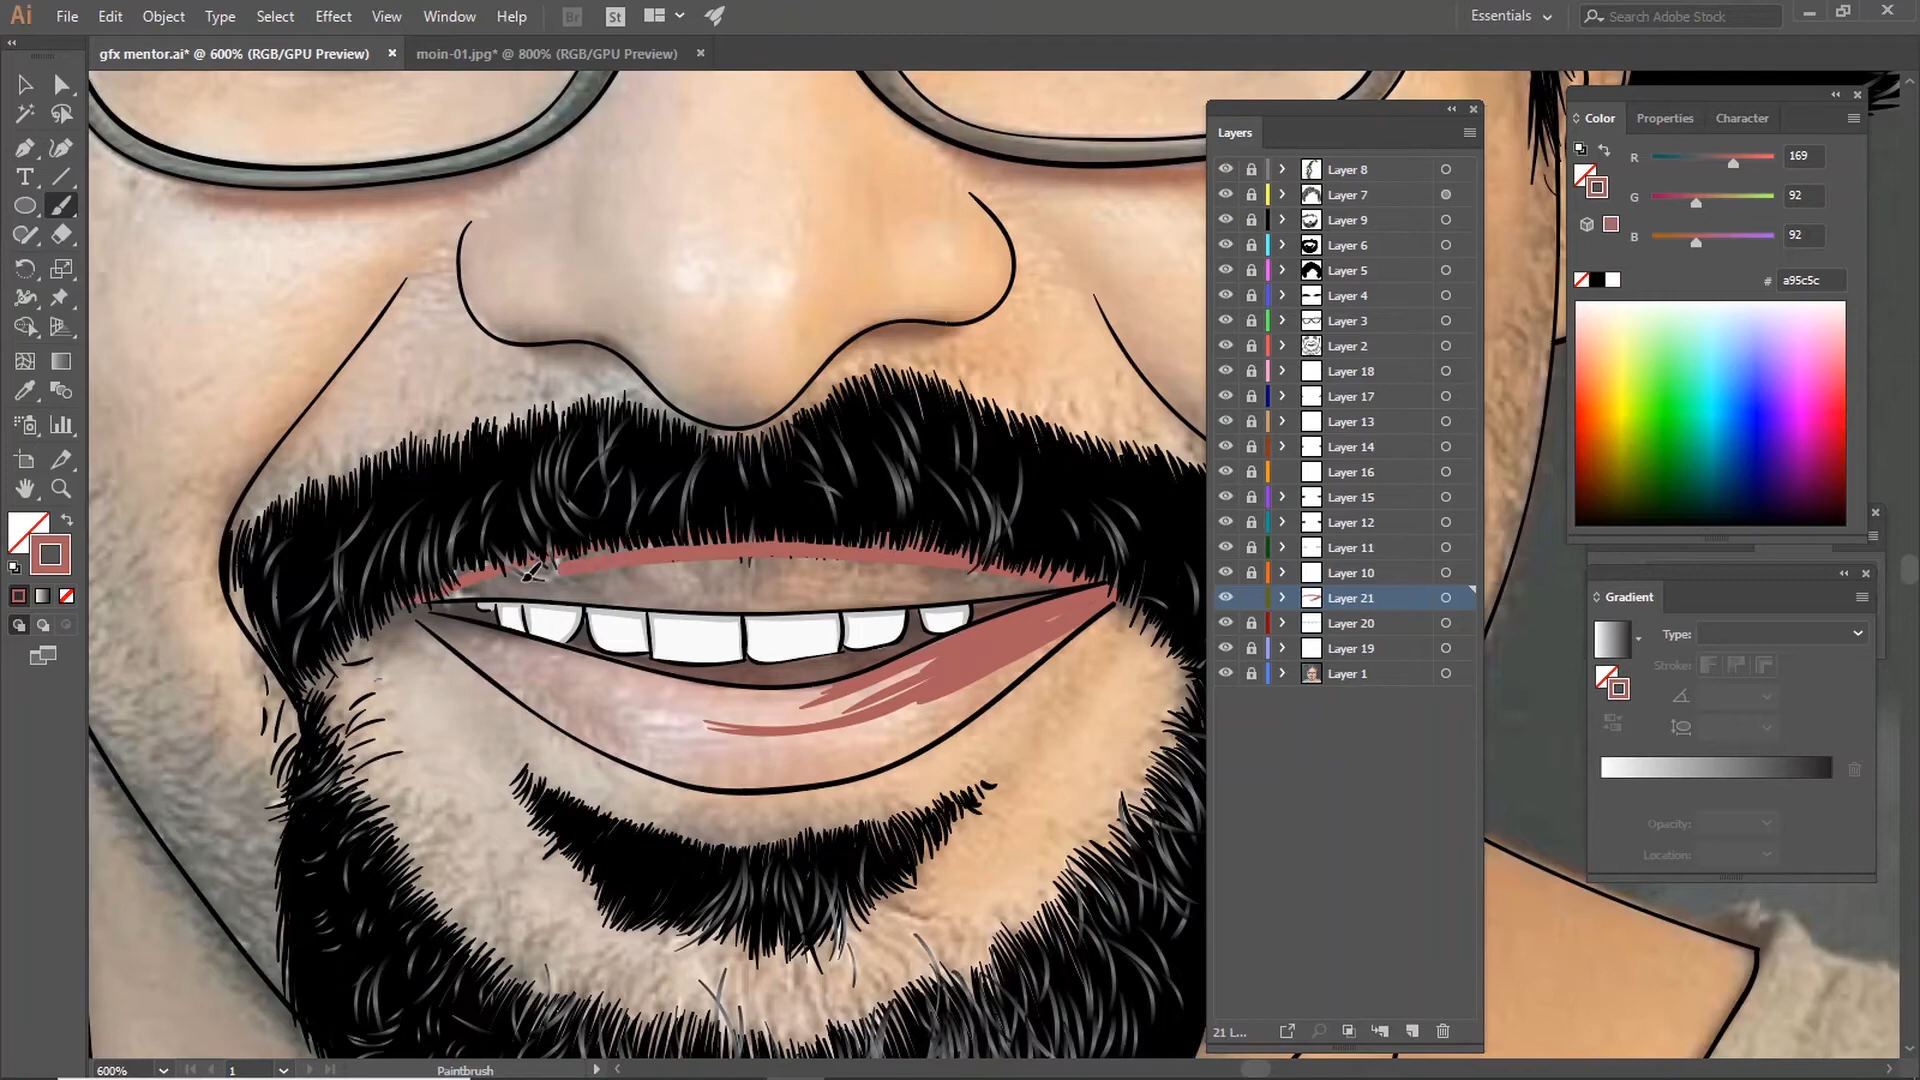 Ai File Edit Object Type Select Effect View Window Help Br St Essentials Search Adobe Stock
gfx mentor.ai* @ 600% (RGB/GPU Preview) × moin-01.jpg* @ 800% (RGB/GPU Preview) ×
Layers
Layer 8
Layer 7
Layer 9
Layer 6
Layer 5
Layer 4
Layer 3
Layer 2
Layer 18
Layer 17
Layer 13
Layer 14
Layer 16
Layer 15
Layer 12
Layer 11
Layer 10
Layer 21
Layer 20
Layer 19
Layer 1
21 L...
Color Properties Character
R 169
G 92
B 92
# a95c5c
Gradient
Type:
Stroke:
Opacity:
Location:
600% 1 Paintbrush